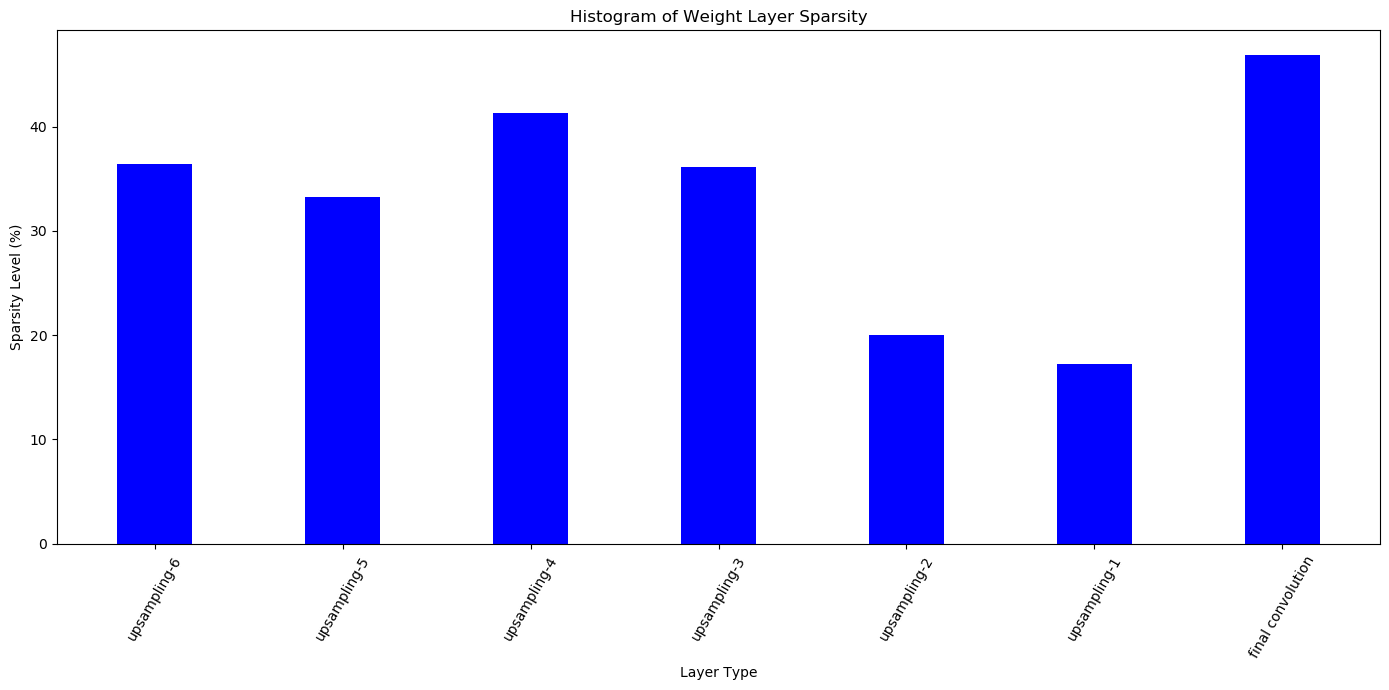 Histogram of Weight Layer Sparsity
Sparsity Level (%)
40
30
20
10
0
upsampling-6
upsampling-5
upsampling-4
upsampling-3
upsampling-2
upsampling-1
final convolution
Layer Type